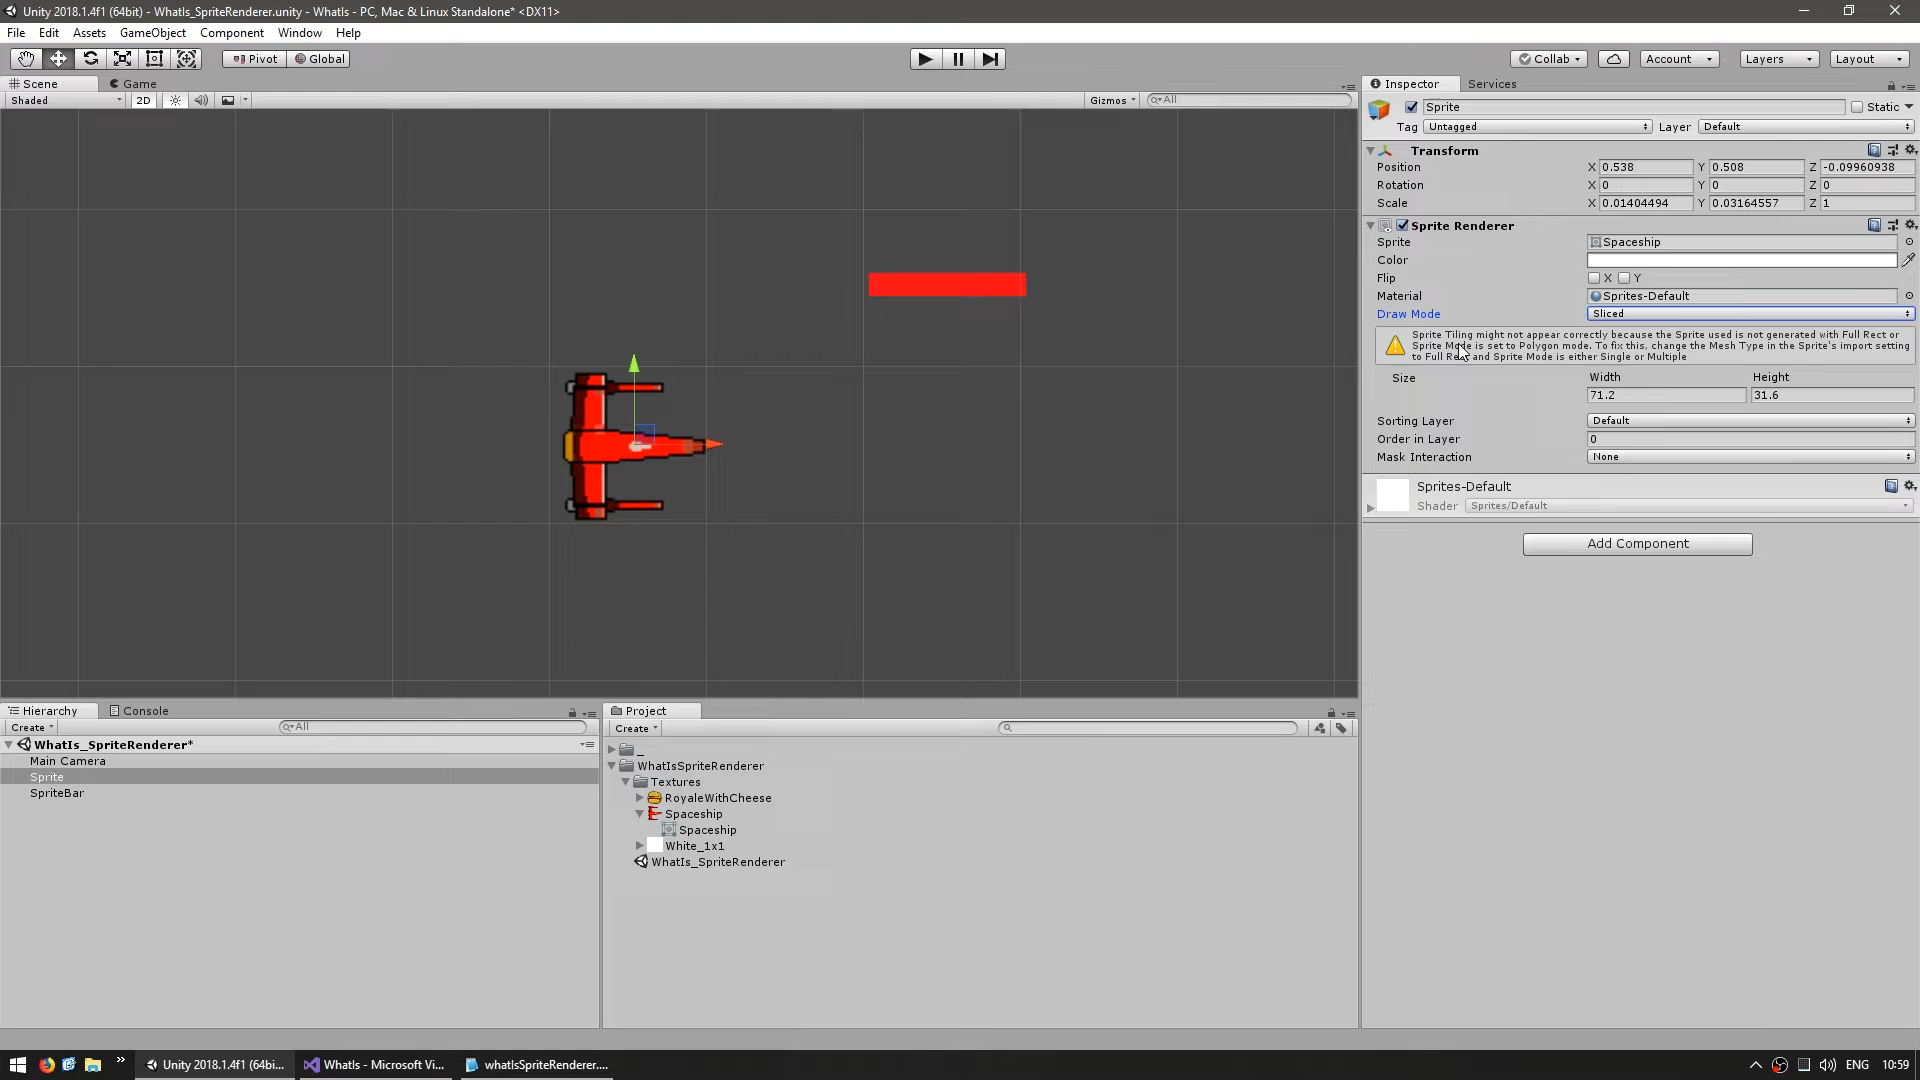 Unity 2018.1.4f1 (64bit) - WhatIs_SpriteRenderer.unity - WhatIs - PC, Mac & Linux Standalone* <DX11>
File Edit Assets GameObject Component Window Help
Pivot Global Collab Account Layers Layout
Scene Game
Shaded 2D Gizmos All
Inspector Services
Sprite Static
Tag Untagged Layer Default
Transform
Position X 0.538 Y 0.508 Z -0.09960938
Rotation X 0 Y 0 Z 0
Scale X 0.01404494 Y 0.03164557 Z 1
Sprite Renderer
Sprite Spaceship
Color
Flip X Y
Material Sprites-Default
Draw Mode Sliced
Sprite Tiling might not appear correctly because the Sprite used is not generated with Full Rect or
Sprite Mode is set to Polygon mode. To fix this, change the Mesh Type in the Sprite's import setting
to Full Rect and Sprite Mode is either Single or Multiple
Width Height
Size 71.2 31.6
Sorting Layer Default
Order in Layer 0
Mask Interaction None
Sprites-Default
Shader Sprites/Default
Add Component
Hierarchy Console
Create All
WhatIs_SpriteRenderer*
Main Camera
Sprite
SpriteBar
Project
Create
_
WhatIsSpriteRenderer
Textures
RoyaleWithCheese
Spaceship
Spaceship
White_1x1
WhatIs_SpriteRenderer
Unity 2018.1.4f1 (64bi... WhatIs - Microsoft Vi... whatIsSpriteRenderer.... ENG 10:59